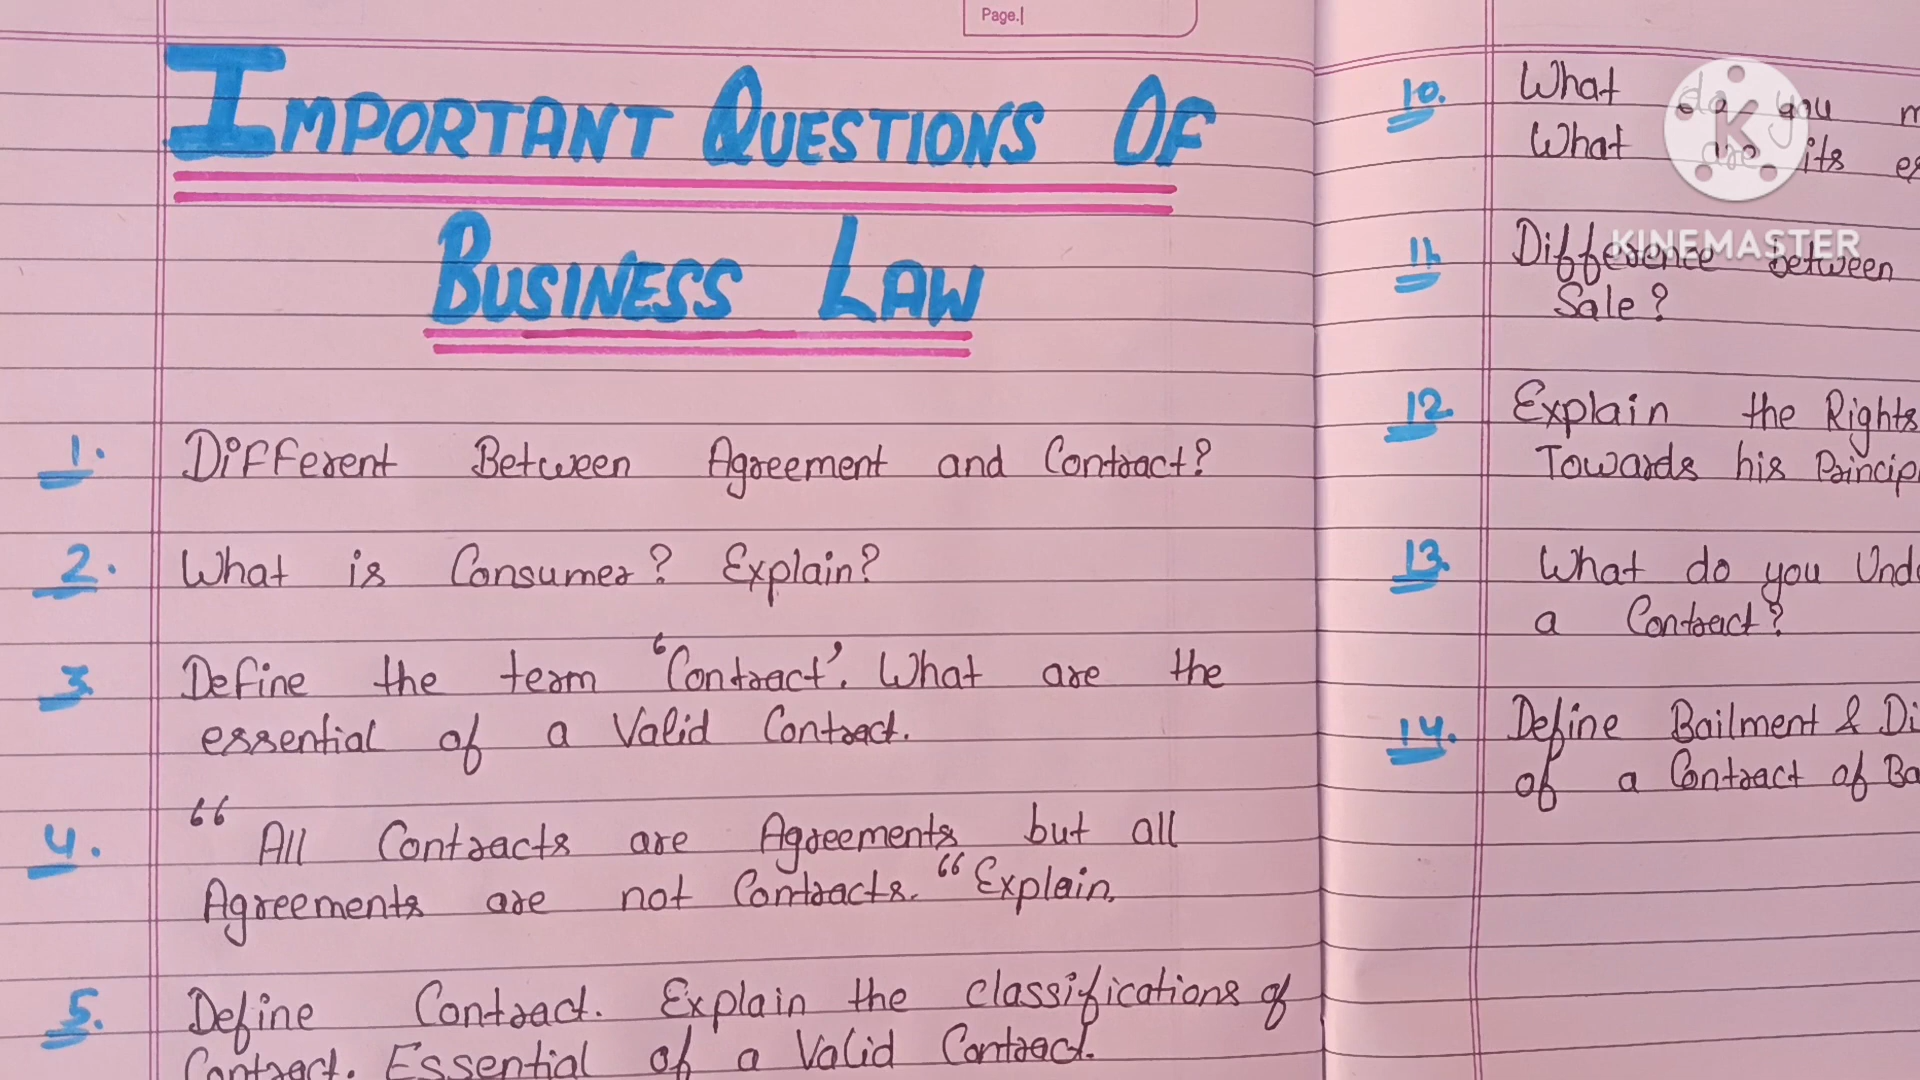 Page.
IMPORTANT QUESTIONS OF
BUSINESS LAW
1. Different Between Agreement and Contract?
2. What is Consumer? Explain?
3. Define the term 'Contract'. What are the
essential of a Valid Contract.
4. “ All Contracts are Agreements but all
Agreements are not Contracts. “ Explain.
5. Define Contract. Explain the classifications of
Contract. Essential of a Valid Contract.
10. What do you
What are its
11. Difference between
Sale?
12. Explain the Rights
Towards his
13. What do you
a Contract?
14. Define Bailment &
of a Contract of
K
KINEMASTER